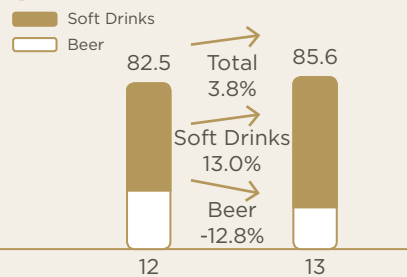 Soft Drinks
Beer
82.5
Total
3.8%
85.6
Soft Drinks
13.0%
Beer
-12.8%
12
13